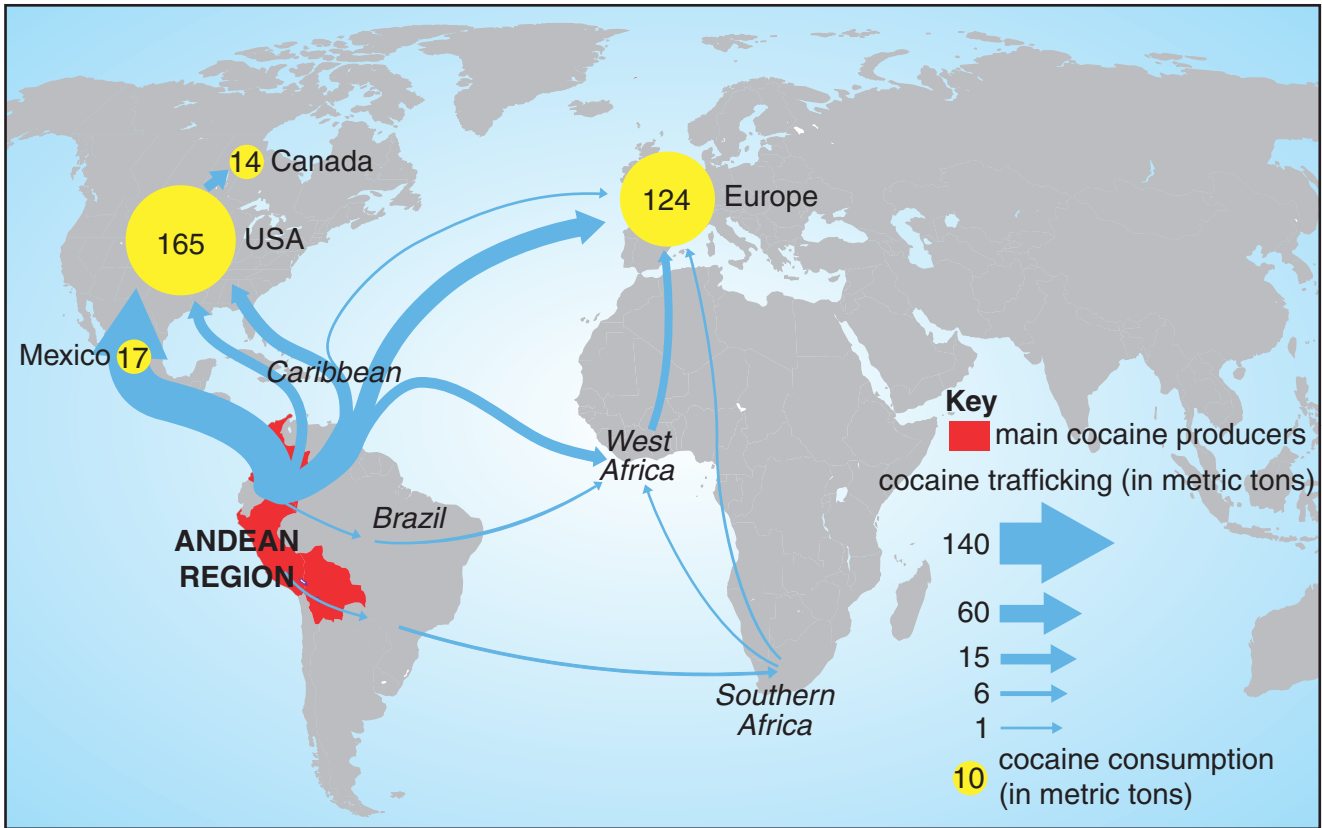 14 Canada
165 USA
124 Europe
Mexico 17
Caribbean
West
Africa
Brazil
ANDEAN
REGION
Southern
Africa
Key
main cocaine producers
cocaine trafficking (in metric tons)
140
60
15
6
1
10 cocaine consumption
(in metric tons)